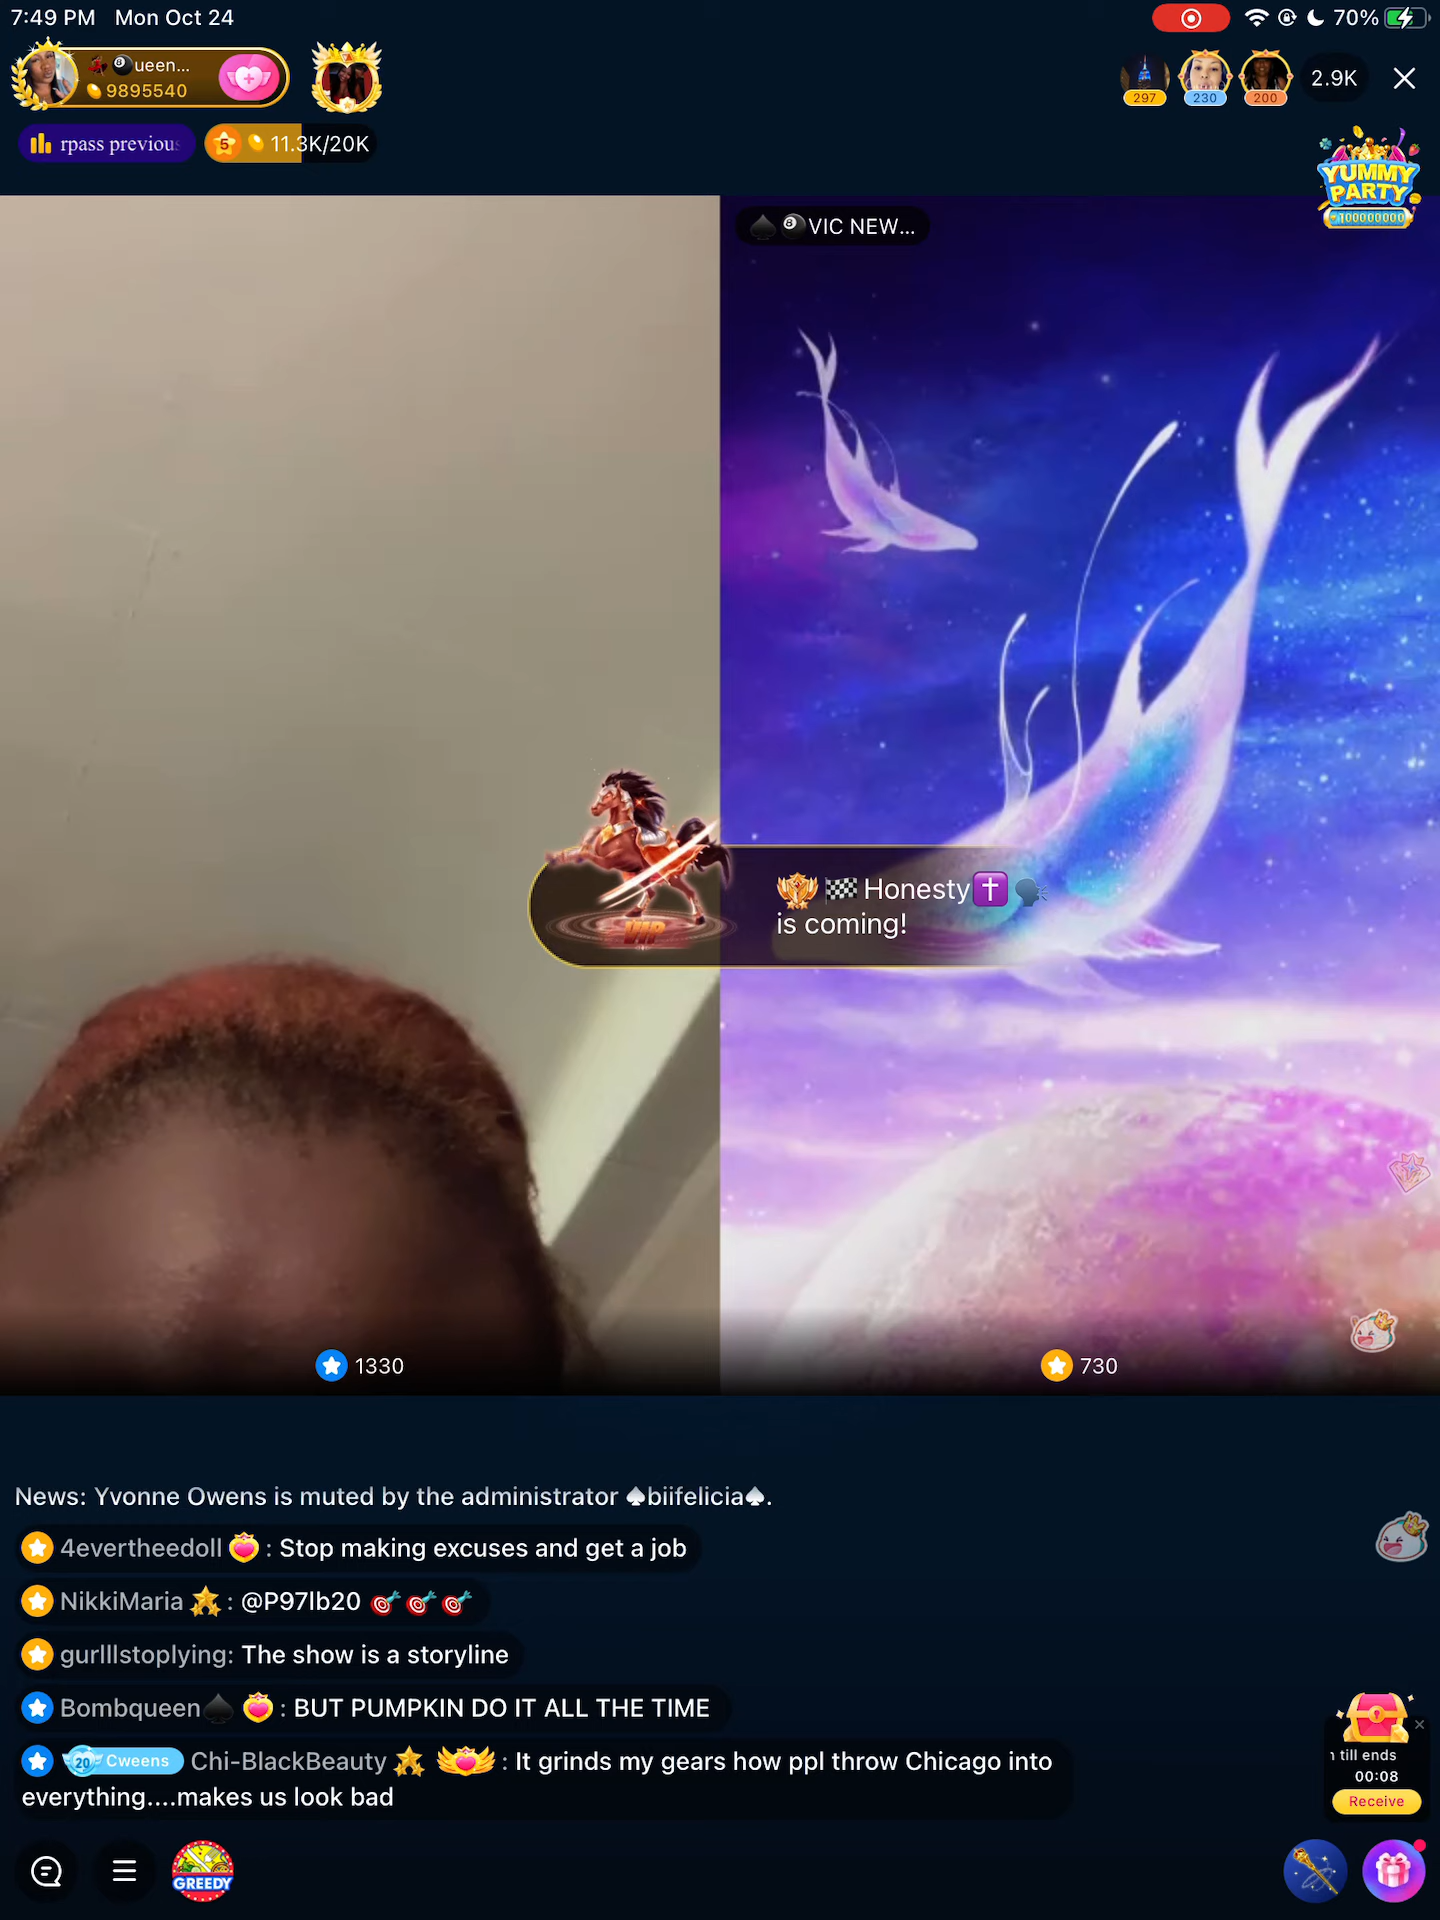 7:49 PM Mon Oct 24
70%
ueen...
9895540
297
230
200
2.9K
rpass previous
5
11.3K/20K
YUMMY
PARTY
100000000
VIC NEW...
Honesty
is coming!
VIP
1330
730
News: Yvonne Owens is muted by the administrator ♠biifelicia♠.
4evertheedoll : Stop making excuses and get a job
NikkiMaria : @P97lb20 🎯🎯🎯
gurlllstoplying: The show is a storyline
Bombqueen♠ : BUT PUMPKIN DO IT ALL THE TIME
20 Cweens Chi-BlackBeauty : It grinds my gears how ppl throw Chicago into
everything....makes us look bad
till ends
00:08
Receive
GREEDY